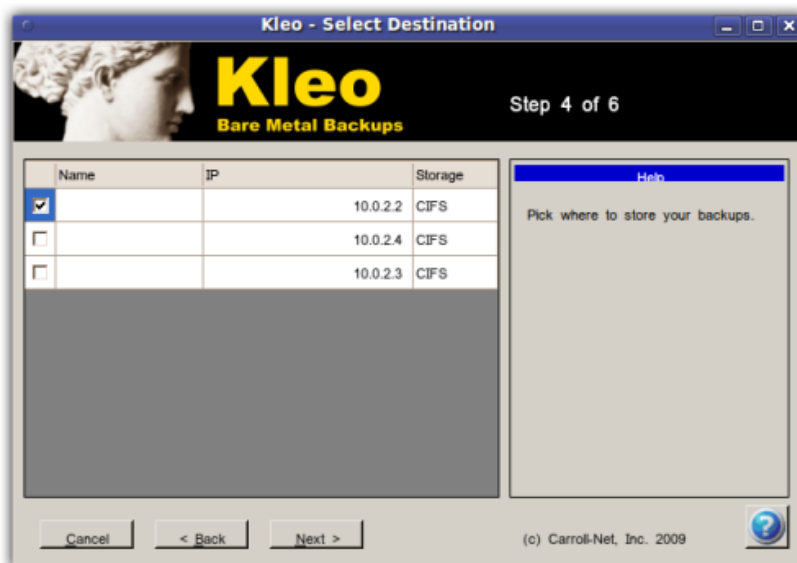 Kleo - Select Destination
Kleo
Bare Metal Backups
Step 4 of 6
Name IP Storage
10.0.2.2 CIFS
10.0.2.4 CIFS
10.0.2.3 CIFS
Help
Pick where to store your backups.
Cancel < Back Next >
(c) Carroll-Net, Inc. 2009
?